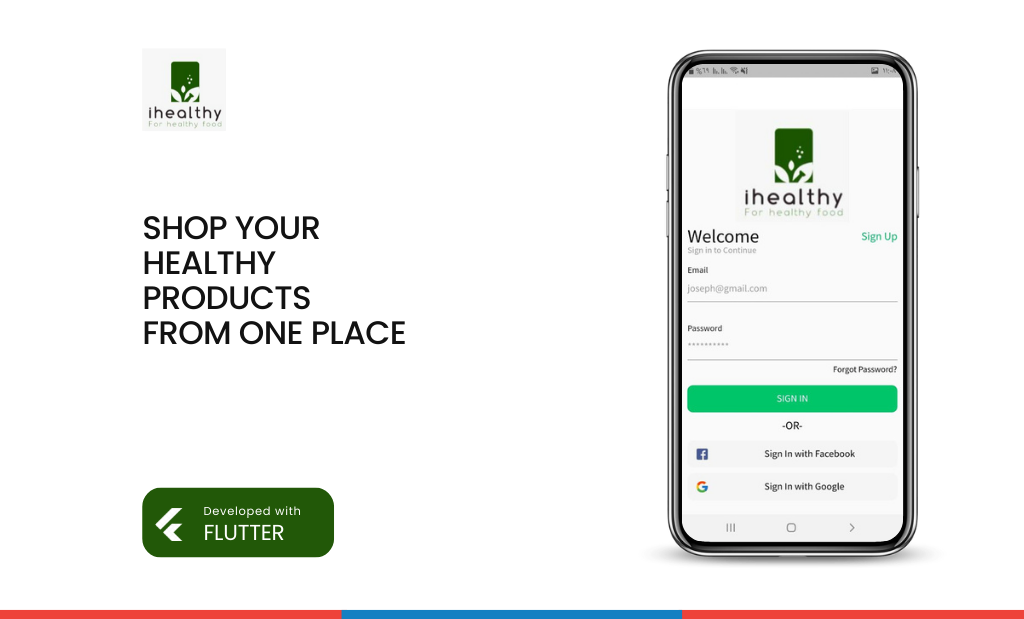 ihealthy
For healthy food
SHOP YOUR
HEALTHY
PRODUCTS
FROM ONE PLACE
Developed with
FLUTTER
ihealthy
For healthy food
Welcome
Sign Up
Sign in to Continue
Email
joseph@gmail.com
Password
Forgot Password?
SIGN IN
-OR-
Sign In with Facebook
Sign In with Google